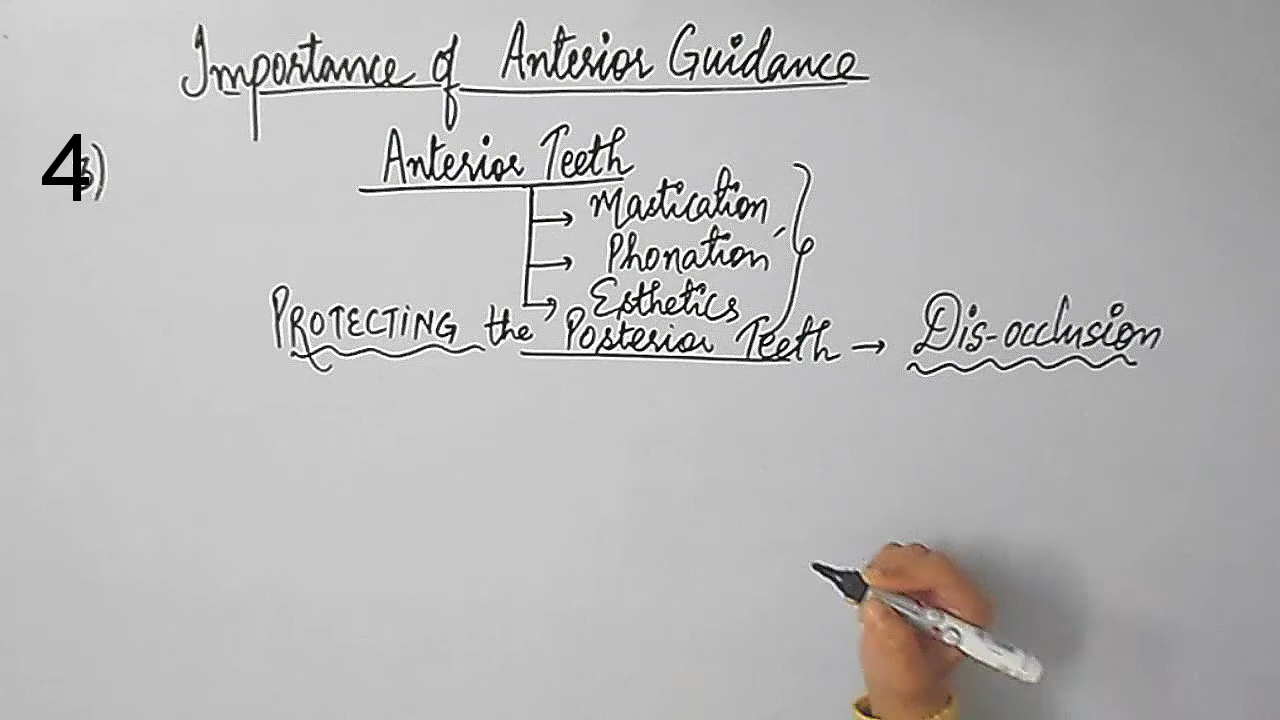 Importance of Anterior Guidance
4)
Anterior Teeth
→ Mastication
→ Phonation
→ Esthetics
PROTECTING the Posterior Teeth → Dis-occlusion